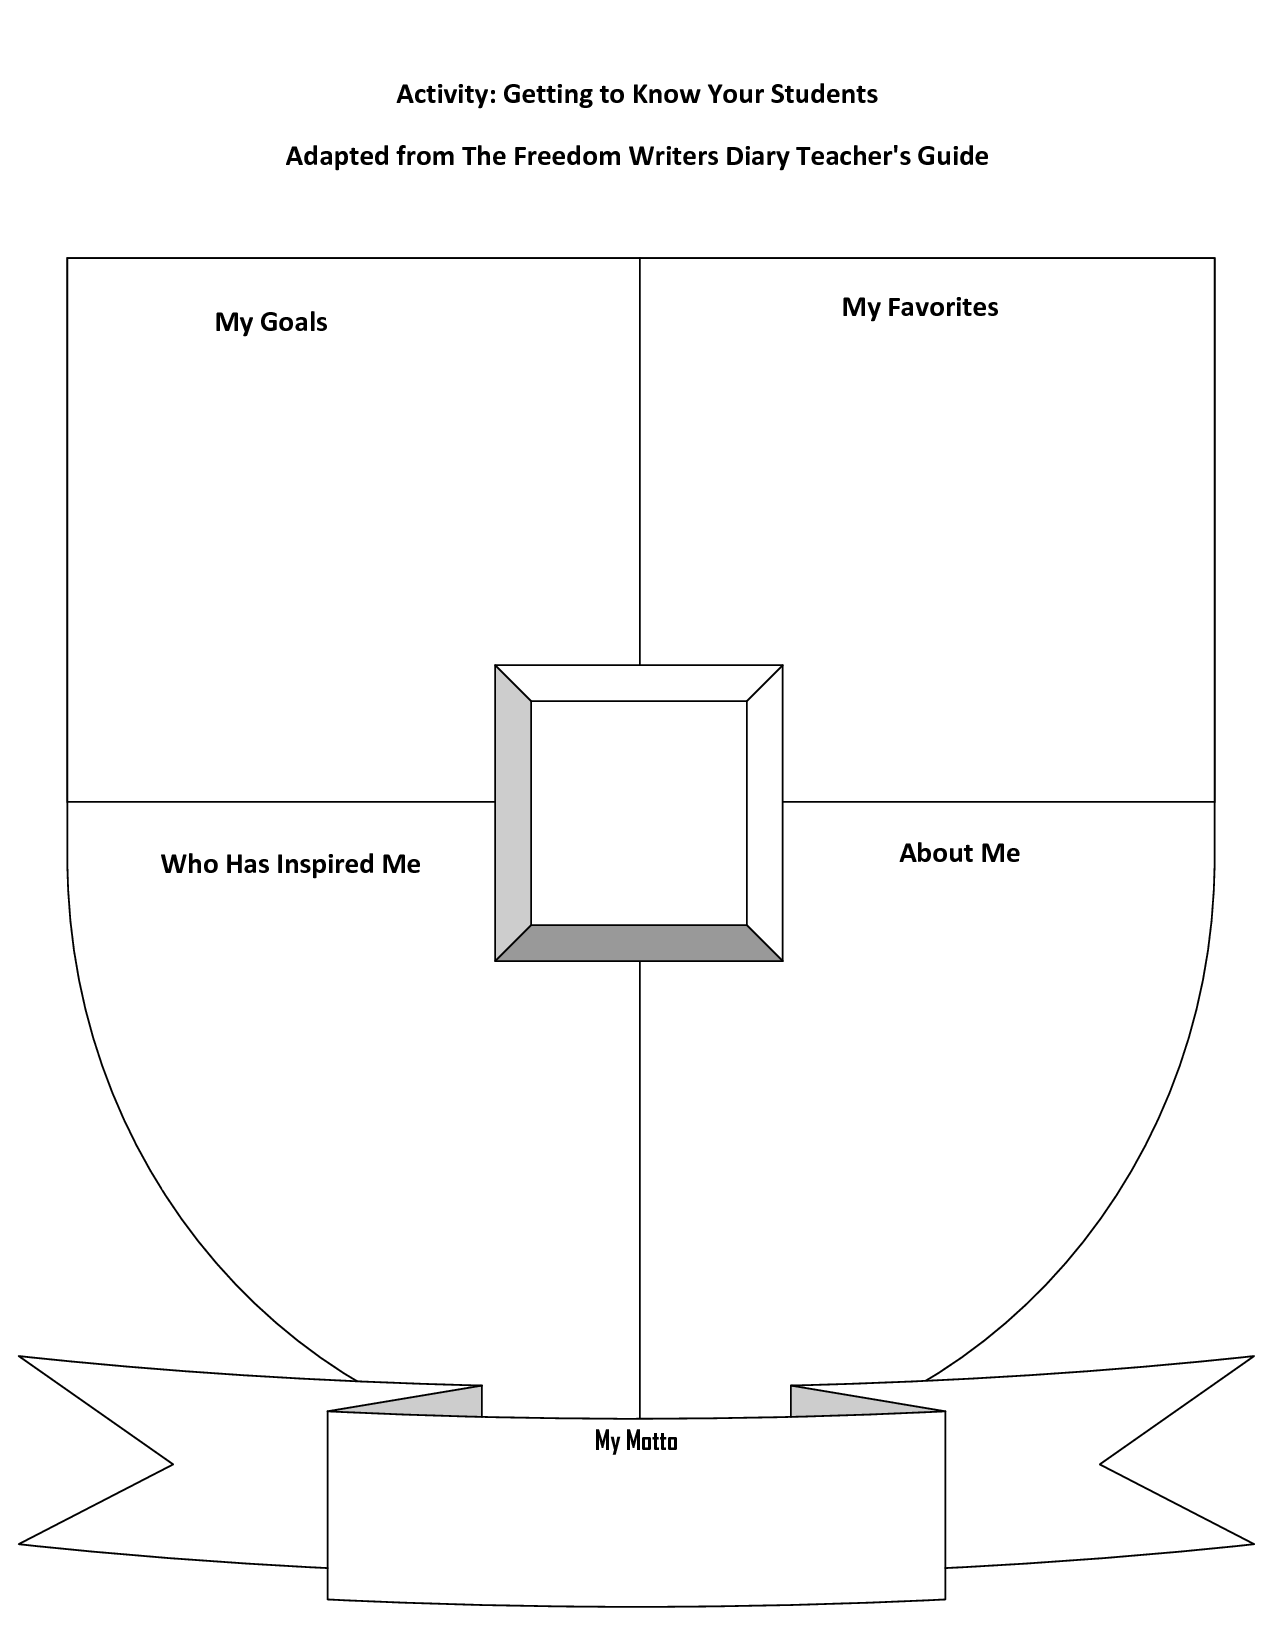 Activity: Getting to Know Your Students
Adapted from The Freedom Writers Diary Teacher's Guide
My Goals
My Favorites
Who Has Inspired Me
About Me
My Motto